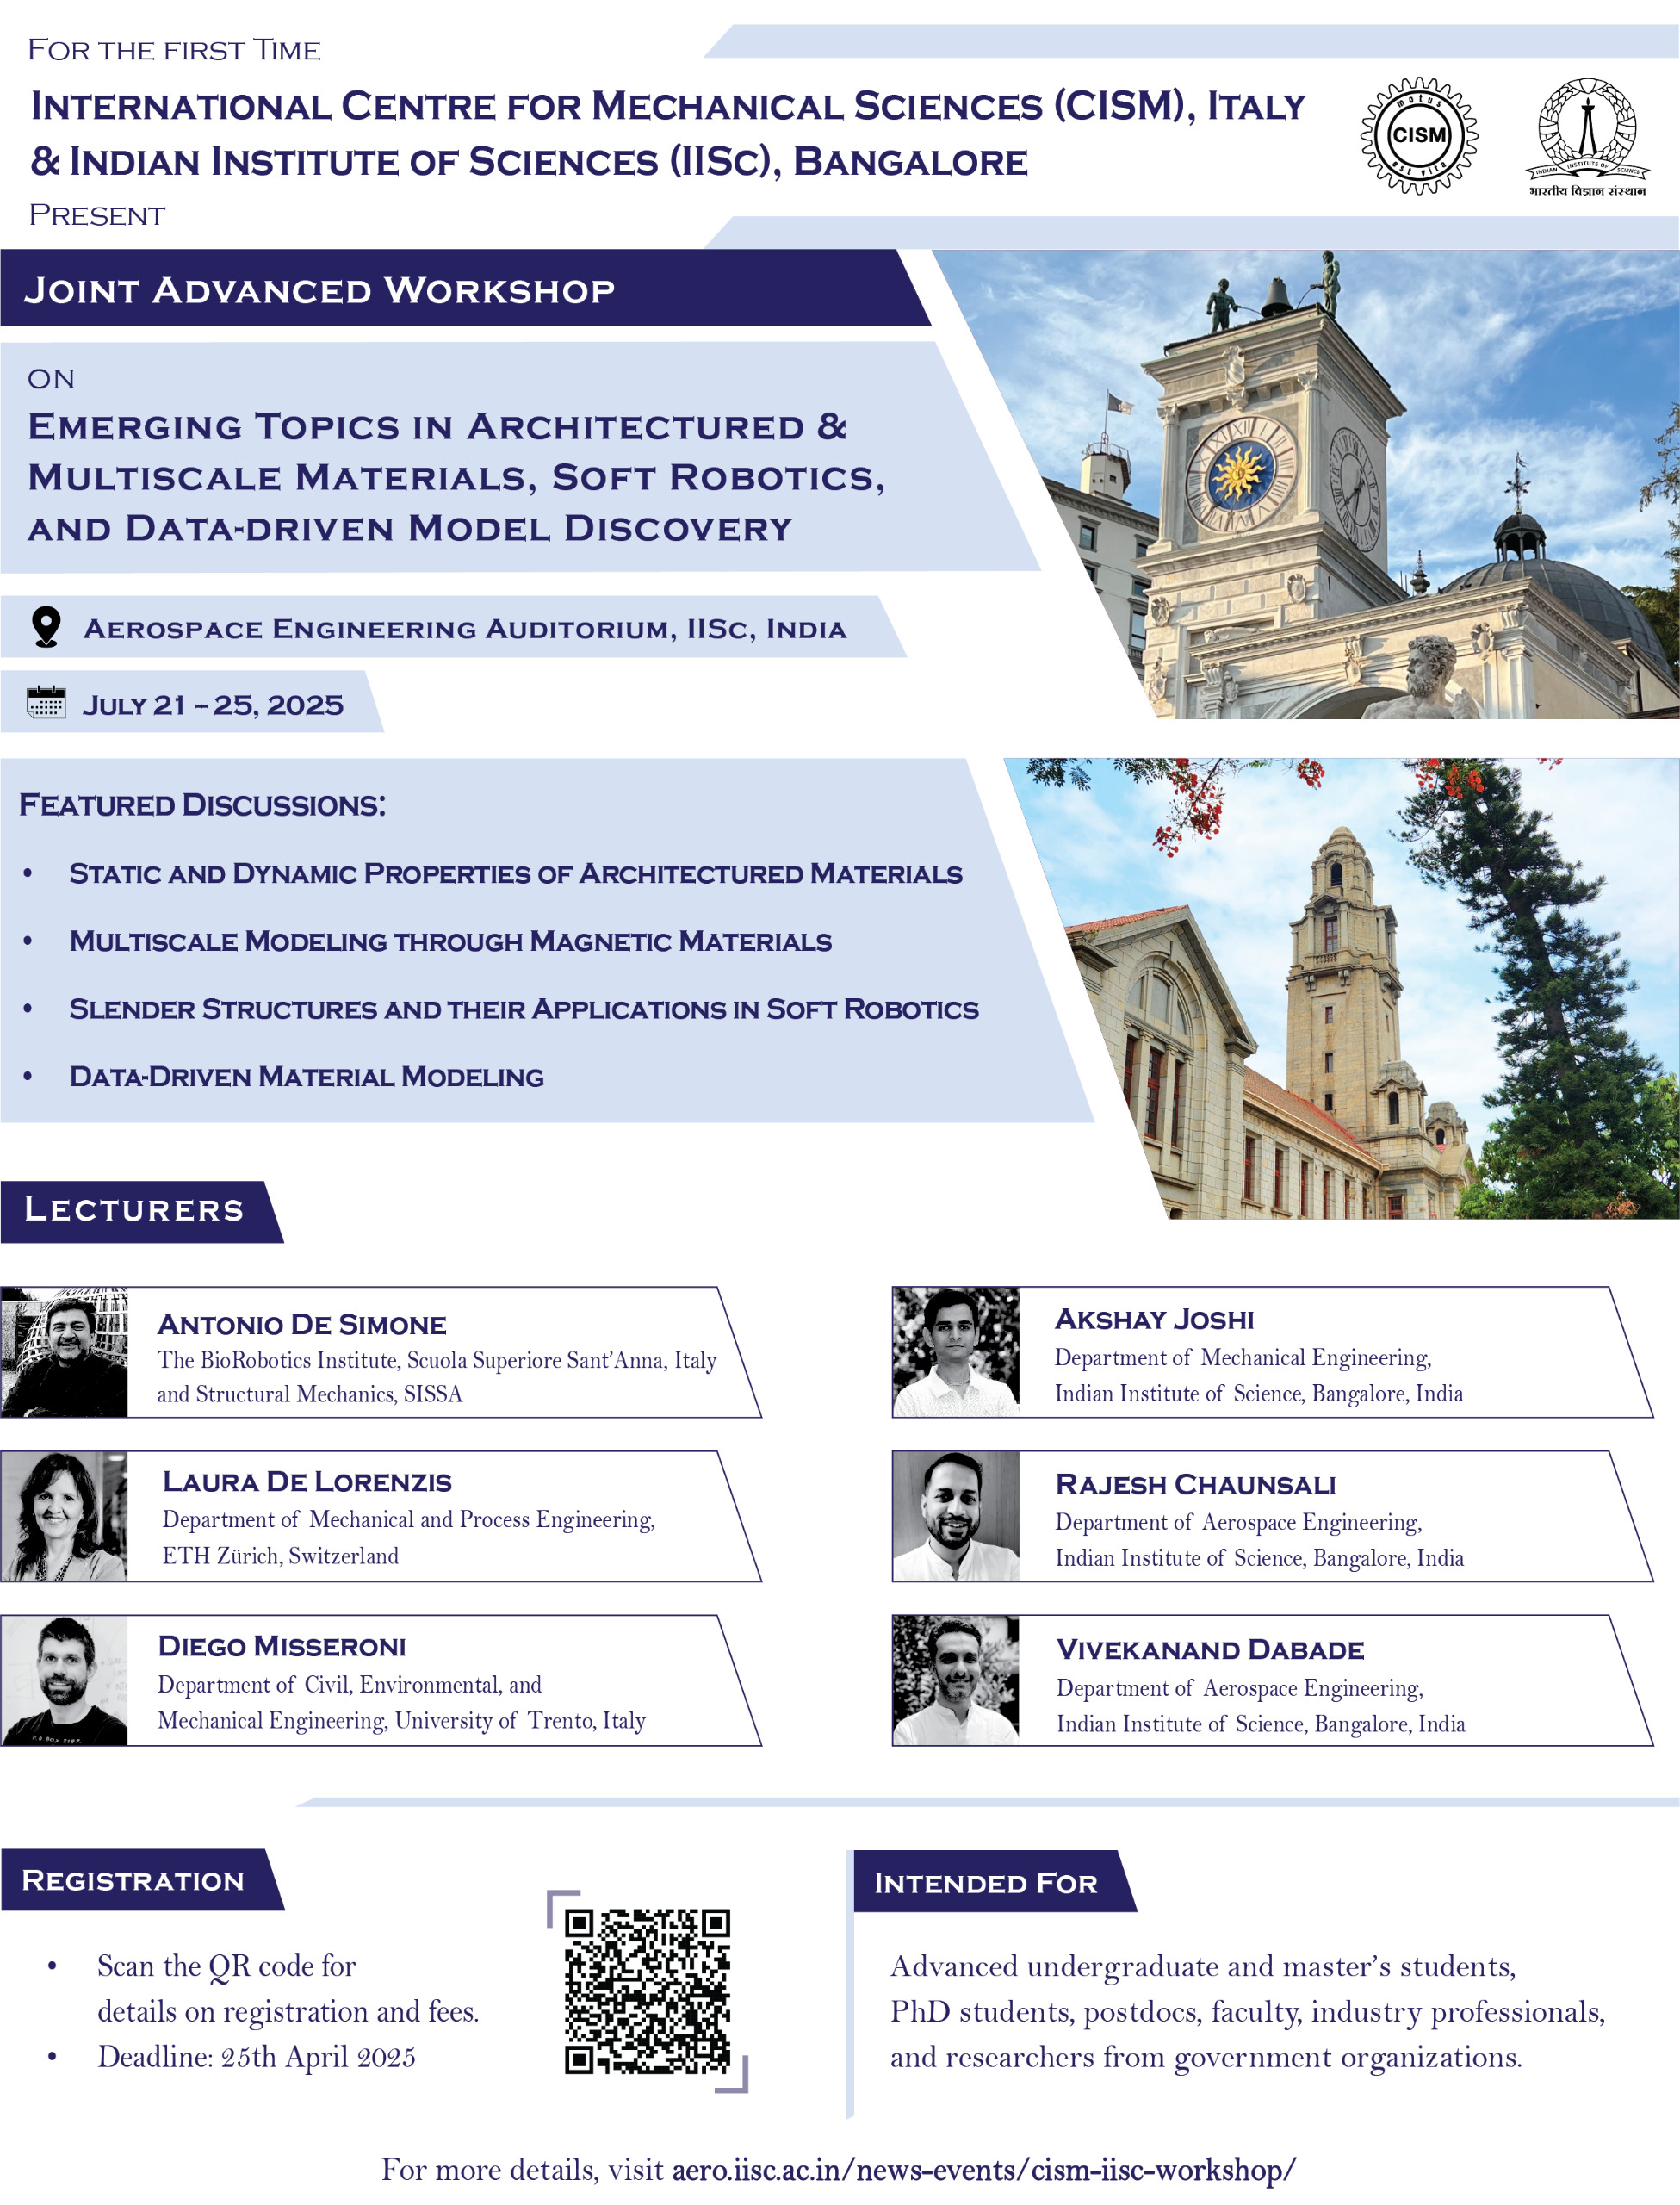 For the first Time
International Centre for Mechanical Sciences (CISM), Italy
& Indian Institute of Sciences (IISc), Bangalore
Present
motus
CISM
est vita
INDIAN INSTITUTE OF SCIENCE
भारतीय विज्ञान संस्थान
Joint Advanced Workshop
on
Emerging Topics in Architectured &
Multiscale Materials, Soft Robotics,
and Data-driven Model Discovery
Aerospace Engineering Auditorium, IISc, India
July 21 – 25, 2025
Featured Discussions:
• Static and Dynamic Properties of Architectured Materials
• Multiscale Modeling through Magnetic Materials
• Slender Structures and their Applications in Soft Robotics
• Data-Driven Material Modeling
Lecturers
Antonio De Simone
The BioRobotics Institute, Scuola Superiore Sant'Anna, Italy
and Structural Mechanics, SISSA
Laura De Lorenzis
Department of Mechanical and Process Engineering,
ETH Zürich, Switzerland
Diego Misseroni
Department of Civil, Environmental, and
Mechanical Engineering, University of Trento, Italy
Akshay Joshi
Department of Mechanical Engineering,
Indian Institute of Science, Bangalore, India
Rajesh Chaunsali
Department of Aerospace Engineering,
Indian Institute of Science, Bangalore, India
Vivekanand Dabade
Department of Aerospace Engineering,
Indian Institute of Science, Bangalore, India
Registration
• Scan the QR code for
details on registration and fees.
• Deadline: 25th April 2025
Intended For
Advanced undergraduate and master's students,
PhD students, postdocs, faculty, industry professionals,
and researchers from government organizations.
For more details, visit aero.iisc.ac.in/news-events/cism-iisc-workshop/